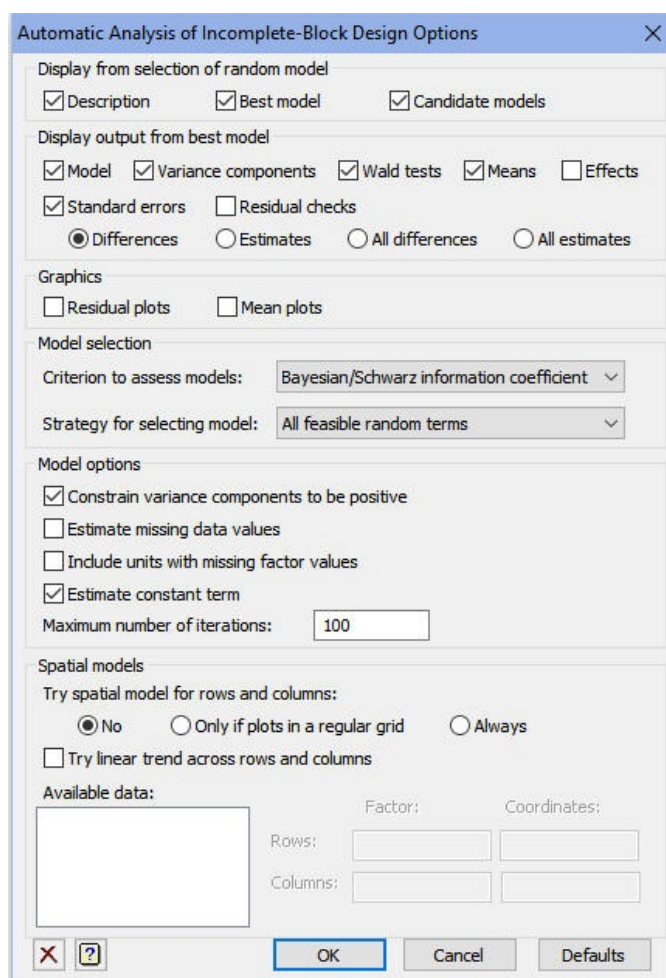 Automatic Analysis of Incomplete-Block Design Options
Display from selection of random model
Description Best model Candidate models
Display output from best model
Model Variance components Wald tests Means Effects
Standard errors Residual checks
Differences Estimates All differences All estimates
Graphics
Residual plots Mean plots
Model selection
Criterion to assess models: Bayesian/Schwarz information coefficient
Strategy for selecting model: All feasible random terms
Model options
Constrain variance components to be positive
Estimate missing data values
Include units with missing factor values
Estimate constant term
Maximum number of iterations: 100
Spatial models
Try spatial model for rows and columns:
No Only if plots in a regular grid Always
Try linear trend across rows and columns
Available data:
Factor: Coordinates:
Rows:
Columns:
? OK Cancel Defaults